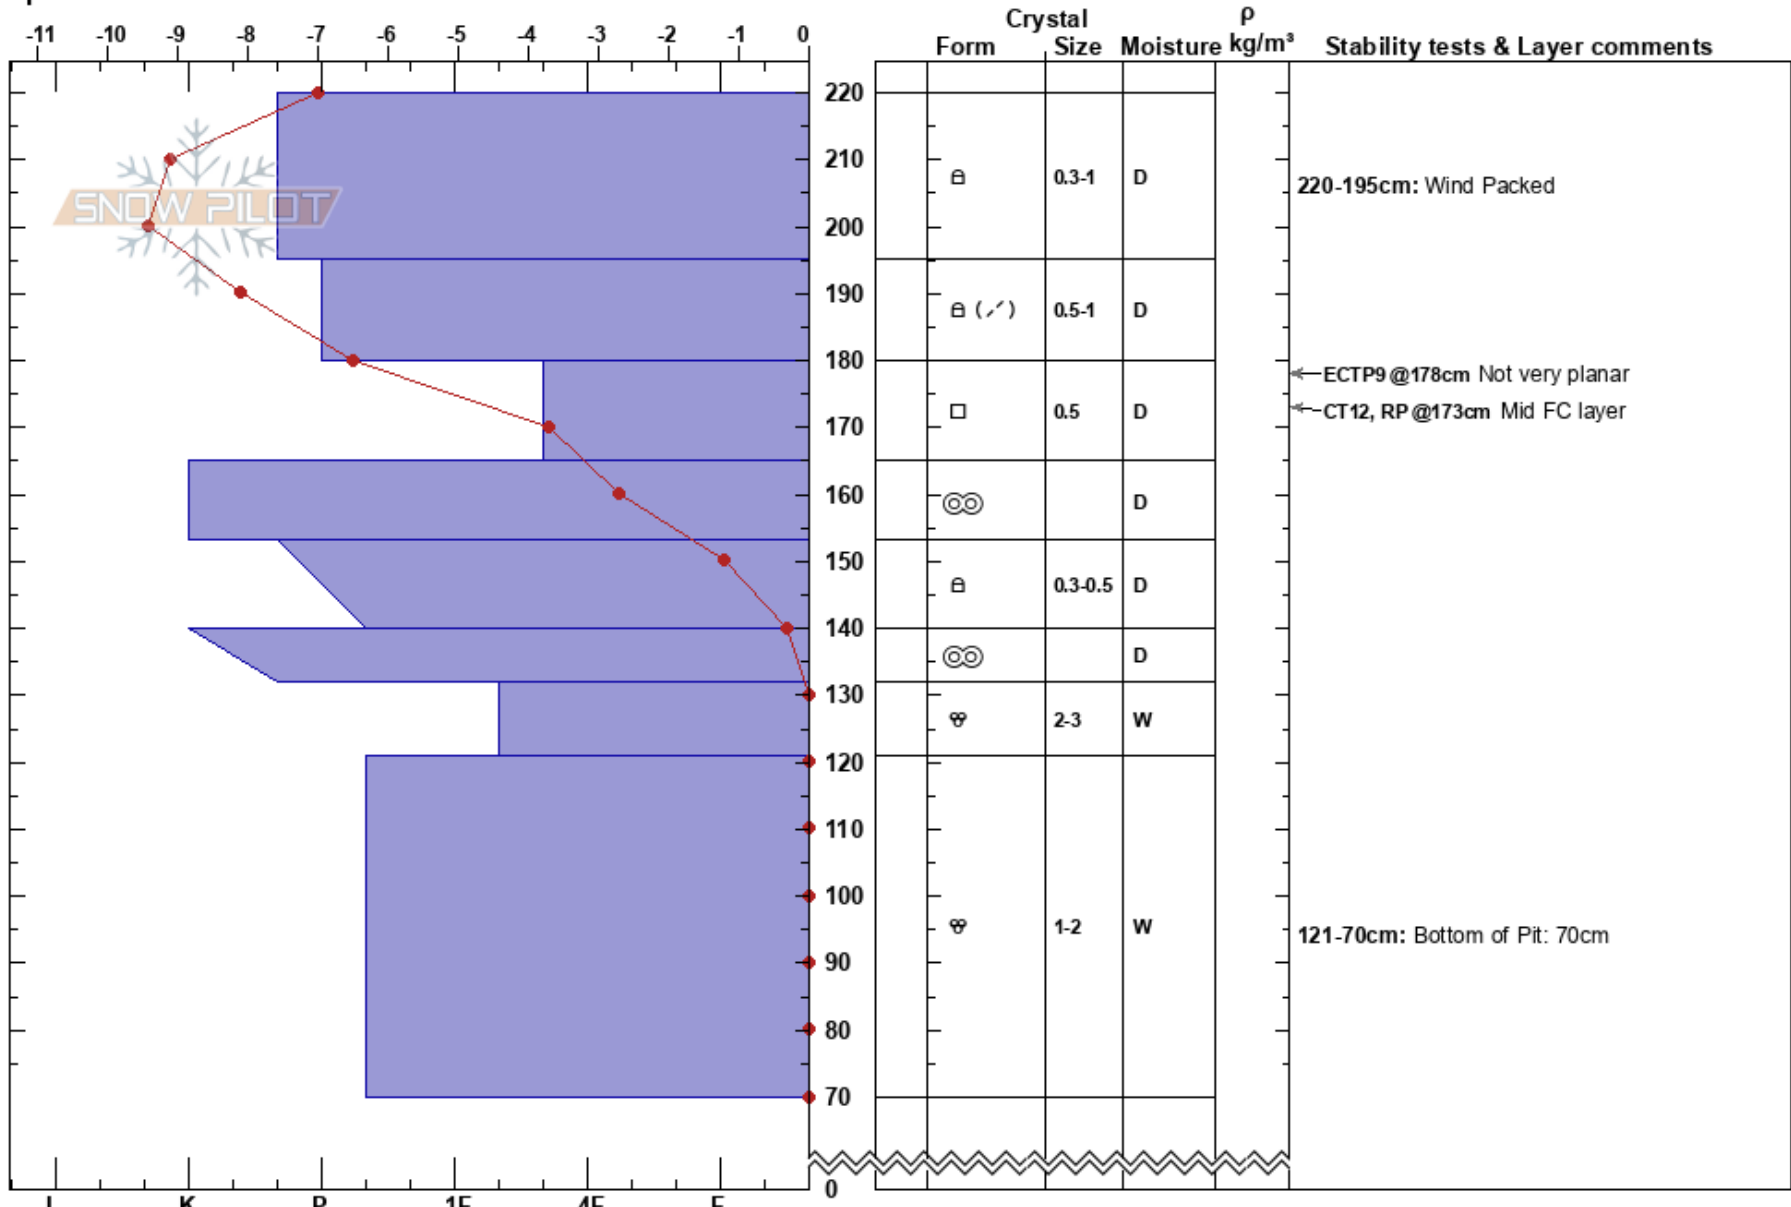 Crystal ρ
-11 -10 -9 -8 -7 -6 -5 -4 -3 -2 -1 0 Form Size Moisture kg/m³ Stability tests & Layer comments
220
210
0.3-1 D
220-195cm: Wind Packed
SNOW PILOT
200
190
0.5-1 D
180
ECTP9 @178cm Not very planar
0.5 D CT12, RP @173cm Mid FC layer
170
160 D
150
0.3-0.5 D
140
D
130
2-3 W
120
110
100
1-2 W
121-70cm: Bottom of Pit: 70cm
90
80
70
0
I K P 1F 4F F